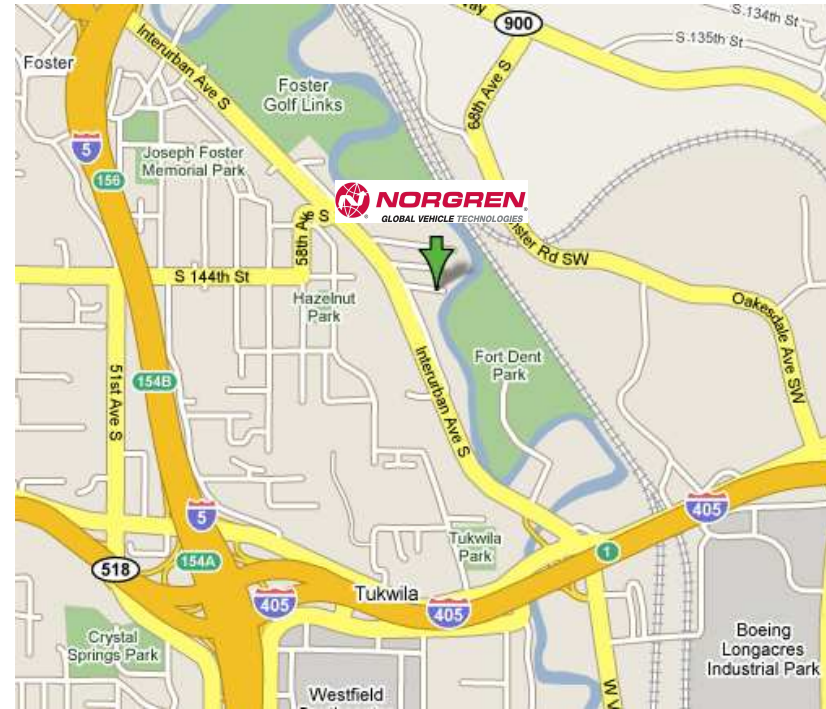 S 134th St
900
S 135th St
Foster
Interurban Ave S
Foster
Golf Links
68th Ave S
5
156
Joseph Foster
Memorial Park
NORGREN
GLOBAL VEHICLE TECHNOLOGIES
S
58th Av
Rd SW
S 144th St
Hazelnut
Park
Oakesdale Ave SW
Fort Dent
Park
Interurban Ave S
51st Ave S
154B
5
405
Tukwila
Park
1
518
154A
405
Tukwila
405
Crystal
Springs Park
Boeing
Longacres
Industrial Park
Westfield
W